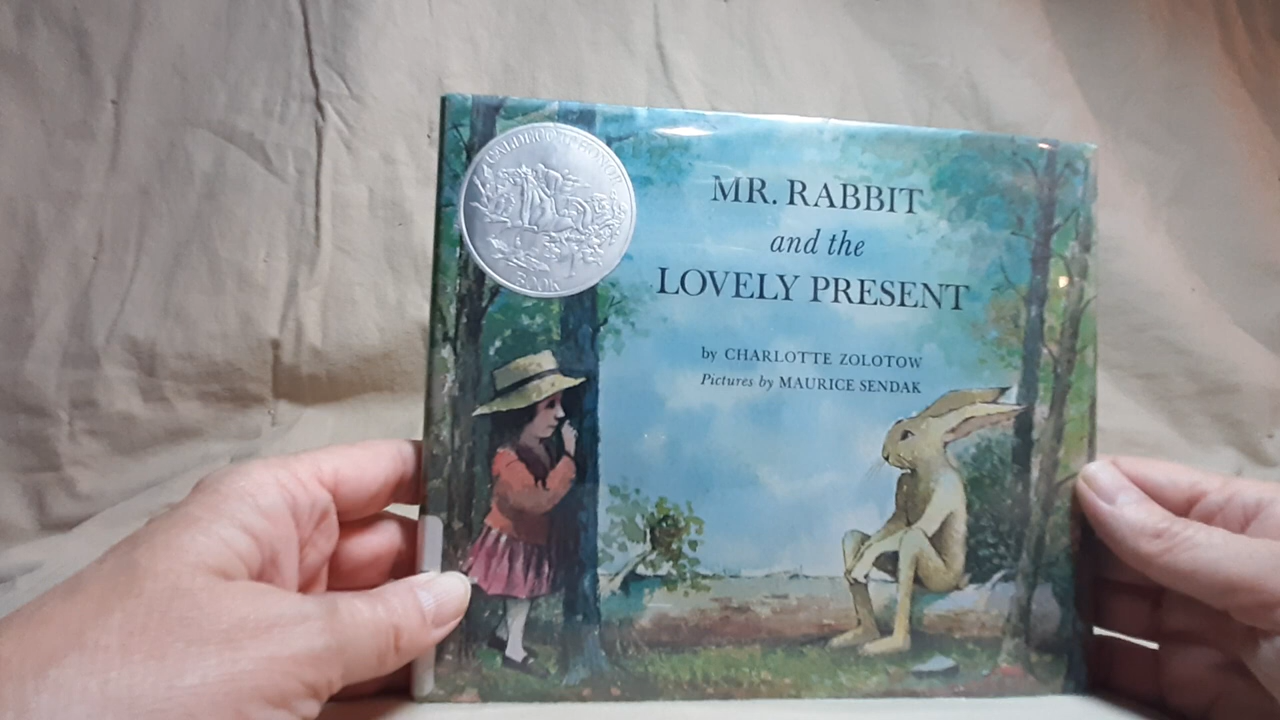 CALDECOTT HONOR
BOOK
MR. RABBIT
and the
LOVELY PRESENT
by CHARLOTTE ZOLOTOW
Pictures by MAURICE SENDAK